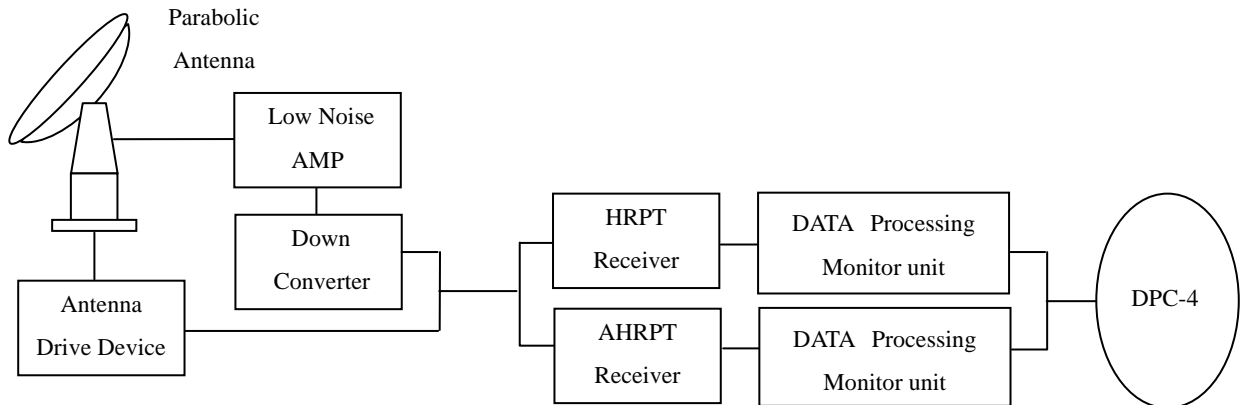 Parabolic
Antenna
Low Noise
AMP
Down
Converter
Antenna
Drive Device
HRPT
Receiver
DATA Processing
Monitor unit
AHRPT
Receiver
DATA Processing
Monitor unit
DPC-4